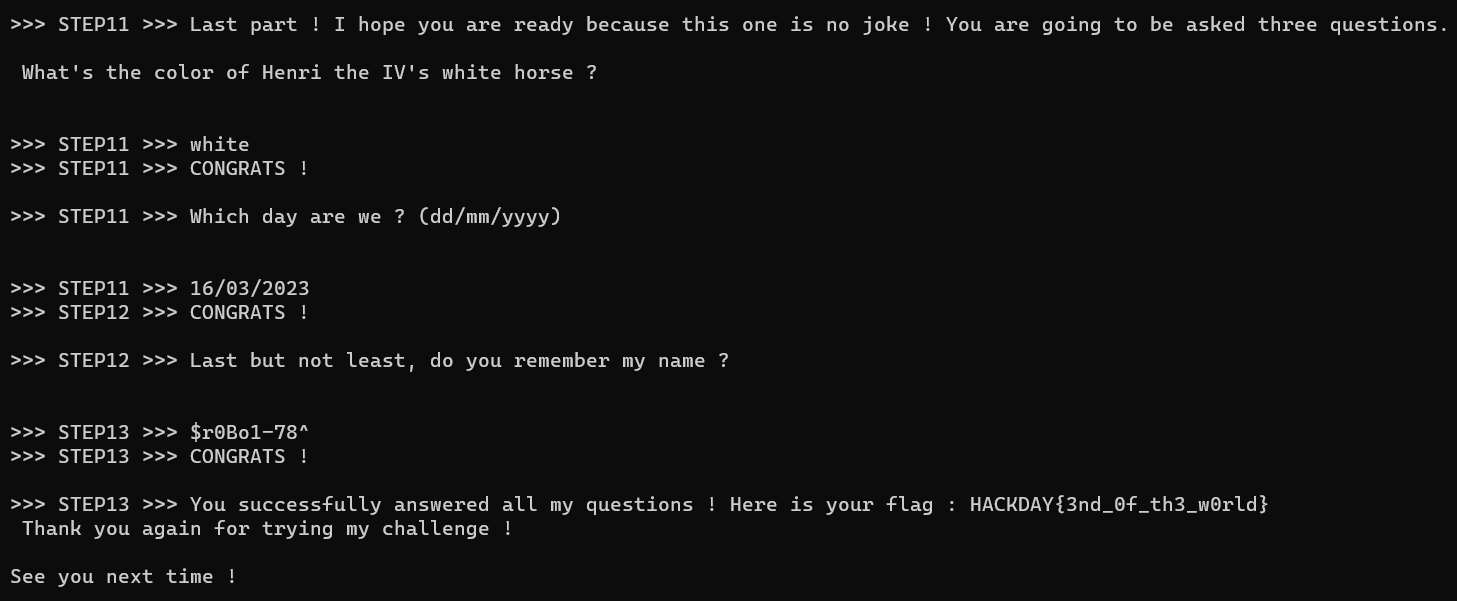 >>> STEP11 >>> Last part ! I hope you are ready because this one is no joke ! You are going to be asked three questions.
What's the color of Henri the IV's white horse ?
>>> STEP11 >>> white
>>> STEP11 >>> CONGRATS !
>>> STEP11 >>> Which day are we ? (dd/mm/yyyy)
>>> STEP11 >>> 16/03/2023
>>> STEP12 >>> CONGRATS !
>>> STEP12 >>> Last but not least, do you remember my name ?
>>> STEP13 >>> $r0Bo1-78^
>>> STEP13 >>> CONGRATS !
>>> STEP13 >>> You successfully answered all my questions ! Here is your flag : HACKDAY{3nd_0f_th3_w0rld}
Thank you again for trying my challenge !
See you next time !